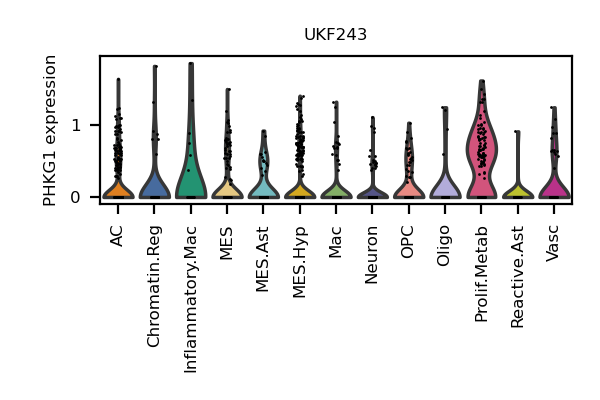 UKF243
PHKG1 expression
1
0
AC
Chromatin.Reg
Inflammatory.Mac
MES
MES.Ast
MES.Hyp
Mac
Neuron
OPC
Oligo
Prolif.Metab
Reactive.Ast
Vasc